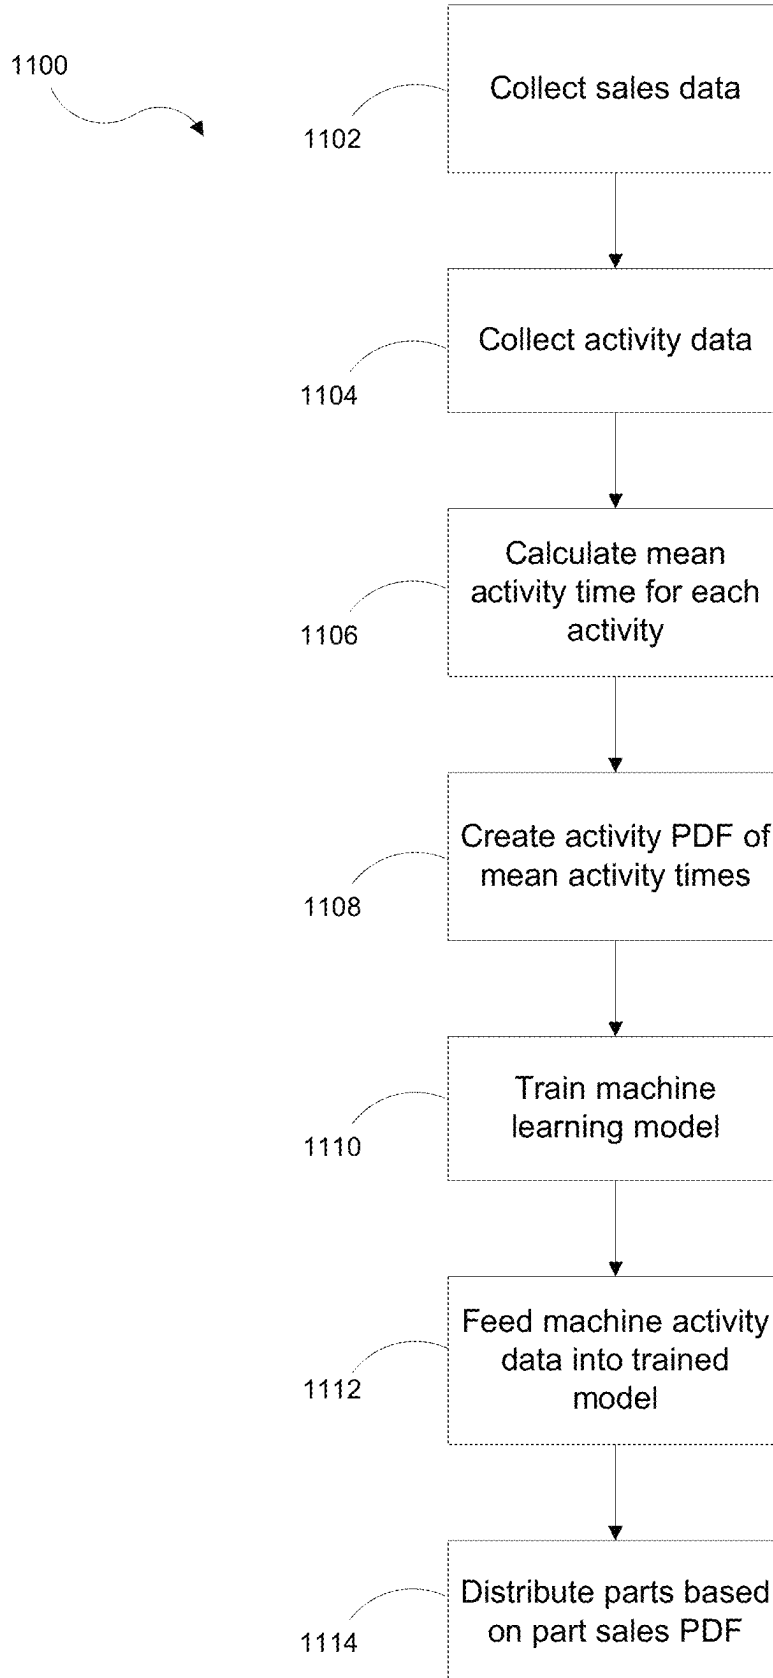 1100
Collect sales data
1102
Collect activity data
1104
Calculate mean
activity time for each
activity
1106
Create activity PDF of
mean activity times
1108
Train machine
learning model
1110
Feed machine activity
data into trained
model
1112
Distribute parts based
on part sales PDF
1114